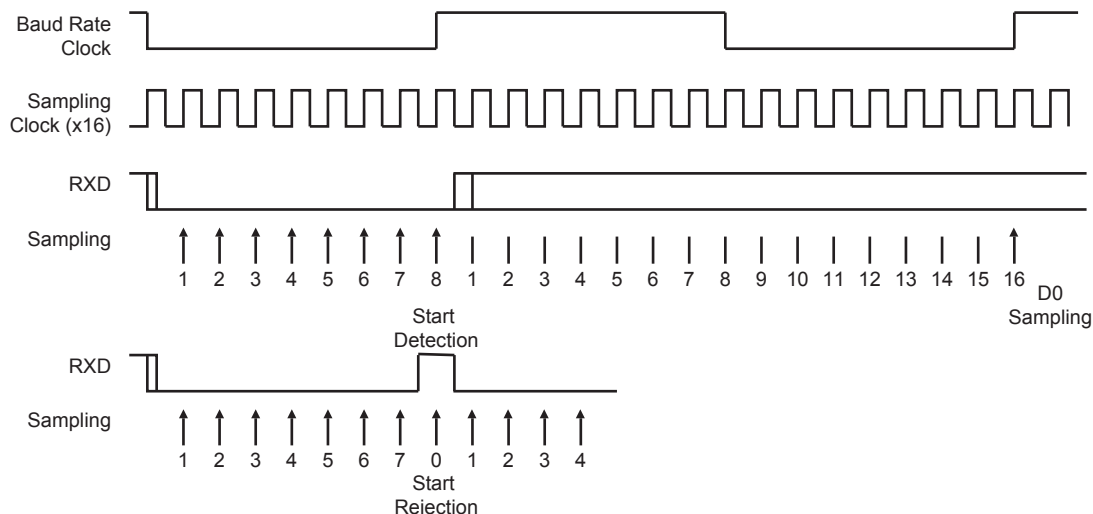 Baud Rate
Clock
Sampling
Clock (x16)
RXD
Sampling
1 2 3 4 5 6 7 8 1 2 3 4 5 6 7 8 9 10 11 12 13 14 15 16
D0
Sampling
Start
Detection
RXD
Sampling
1 2 3 4 5 6 7 0 1 2 3 4
Start
Rejection